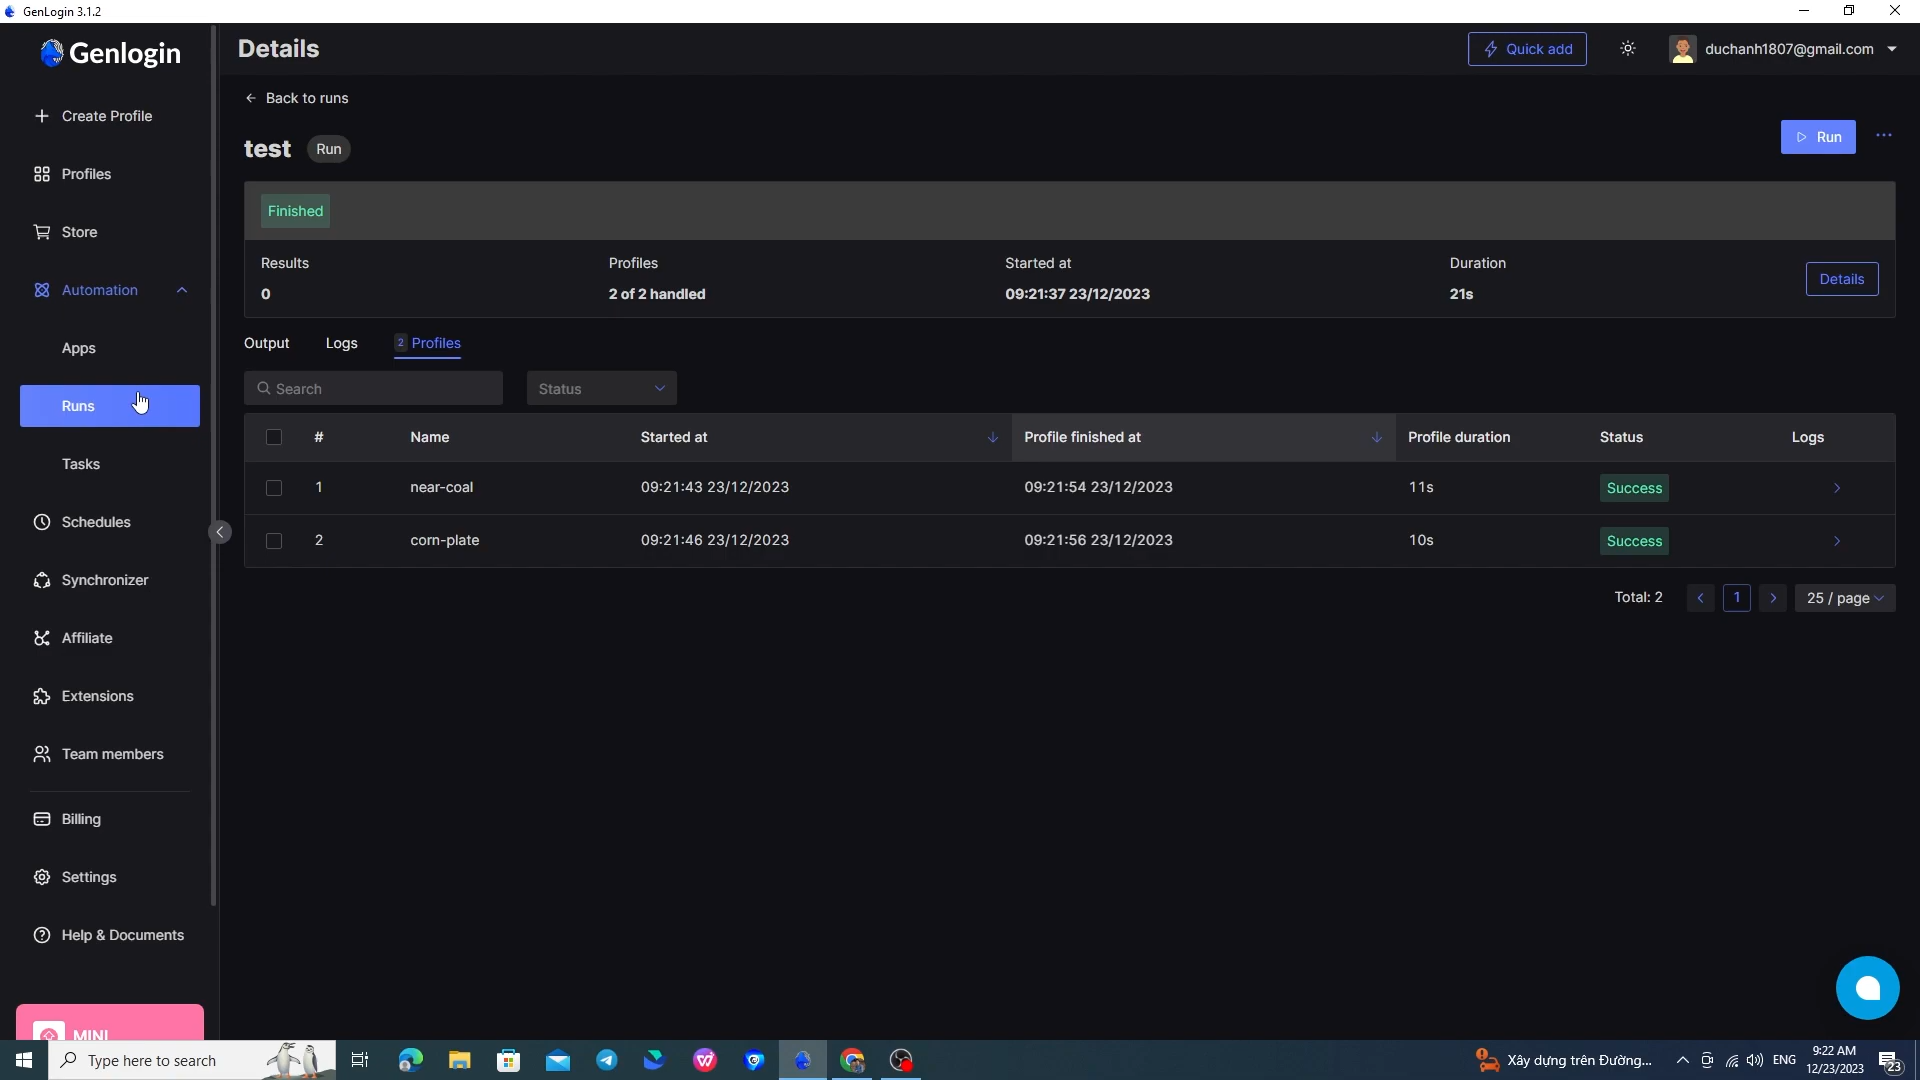 GenLogin 3.1.2
Genlogin
Details
Quick add
duchanh1807@gmail.com
Create Profile
Profiles
Store
Automation
Apps
Runs
Tasks
Schedules
Synchronizer
Affiliate
Extensions
Team members
Billing
Settings
Help & Documents
MINI
Back to runs
test Run
Run
Finished
Results Profiles Started at Duration
0 2 of 2 handled 09:21:37 23/12/2023 21s
Details
Output Logs 2 Profiles
Search Status
# Name Started at Profile finished at Profile duration Status Logs
1 near-coal 09:21:43 23/12/2023 09:21:54 23/12/2023 11s Success
2 corn-plate 09:21:46 23/12/2023 09:21:56 23/12/2023 10s Success
Total: 2 1 25 / page
Type here to search
Xây dựng trên Đường...
ENG
9:22 AM
12/23/2023
23